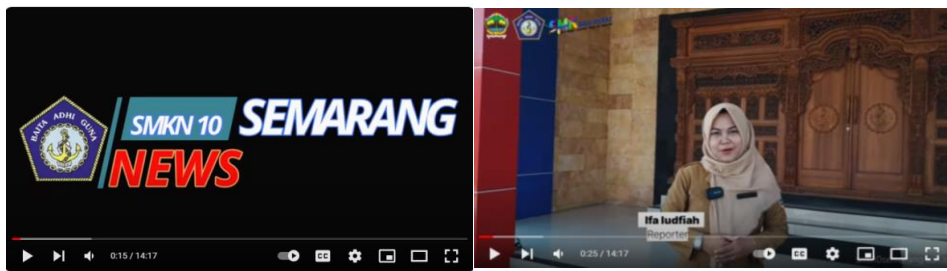 BAITA ADHI GUNA
SMKN 10 SEMARANG
NEWS
0:15 / 14:17
CC
Ifa ludfiah
Reporter
0:25 / 14:17
CC